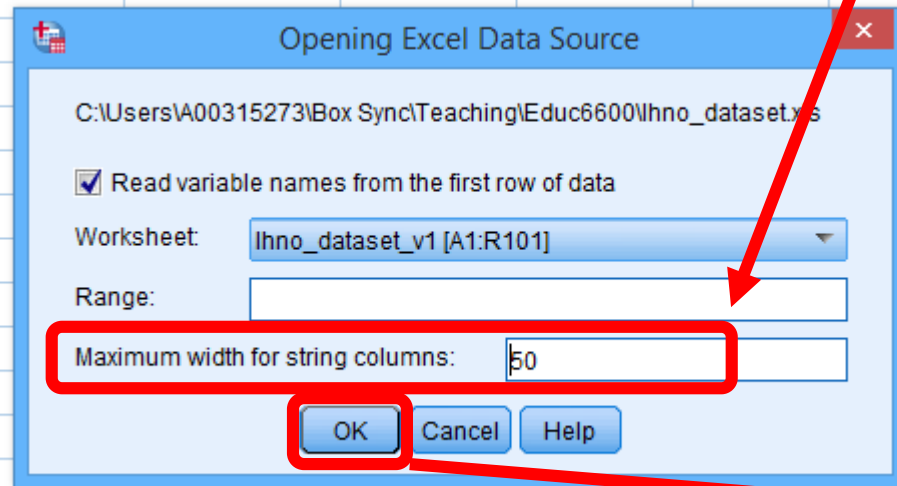 Opening Excel Data Source
C:\Users\A00315273\Box Sync\Teaching\Educ6600\Ihno_dataset.xls
Read variable names from the first row of data
Worksheet: Ihno_dataset_v1 [A1:R101]
Range:
Maximum width for string columns: 50
OK Cancel Help